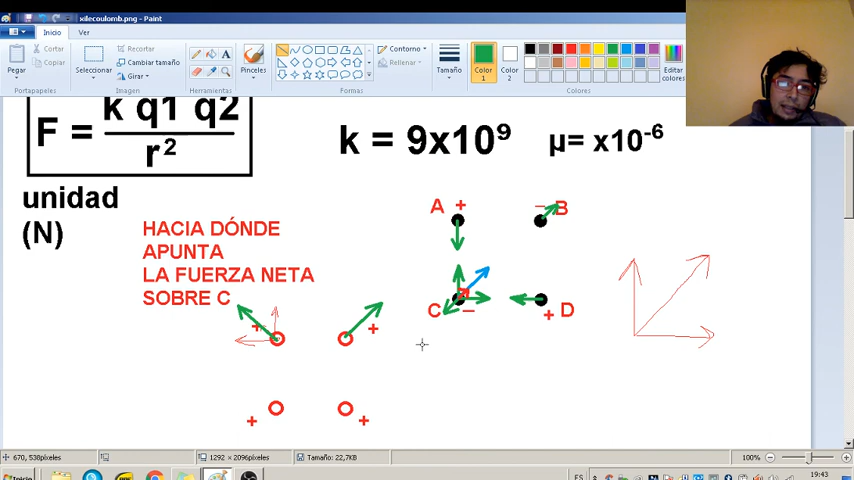 xilecoulomb.png - Paint
Inicio
Ver
Cortar
Copiar
Pegar
Portapapeles
Seleccionar
Recortar
Cambiar tamaño
Girar
Imagen
Pinceles
Herramientas
Contorno
Rellenar
Formas
Tamaño
Color 1
Color 2
Editar colores
Colores
F = k q1 q2
r²
k = 9x10⁹
μ= x10⁻⁶
unidad
(N)
HACIA DÓNDE
APUNTA
LA FUERZA NETA
SOBRE C
A +
− B
C −
+ D
+ +
+ +
670, 538píxeles
1292 × 2096píxeles
Tamaño: 22,7KB
100%
Inicio
ES
19:43